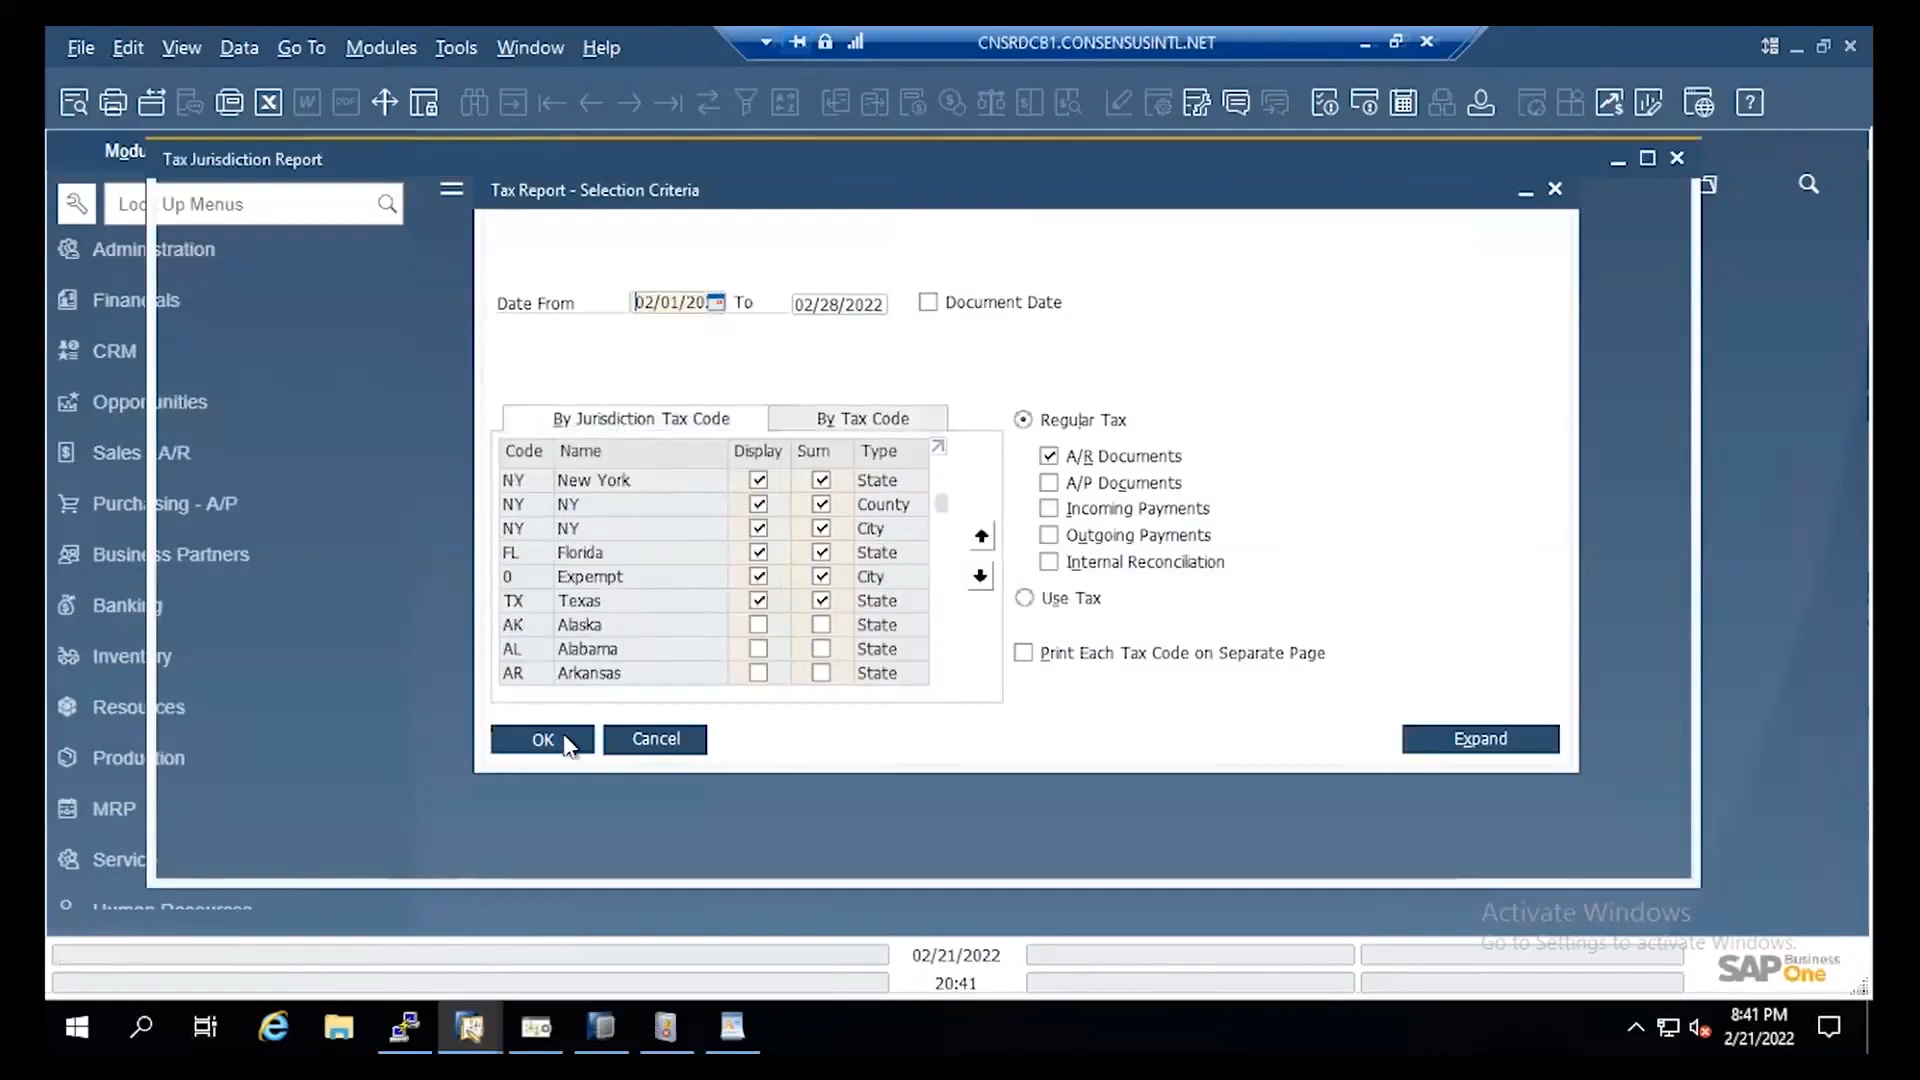 File Edit View Data Go To Modules Tools Window Help
CNSRDCB1.CONSENSUSINTL.NET
Modu
Tax Jurisdiction Report
Look Up Menus
Tax Report - Selection Criteria
Administration
Financials
CRM
Opportunities
Sales - A/R
Purchasing - A/P
Business Partners
Banking
Inventory
Resources
Production
MRP
Service
Human Resources
Date From 02/01/20 To 02/28/2022 Document Date
By Jurisdiction Tax Code By Tax Code
Code Name Display Sum Type
NY New York State
NY NY County
NY NY City
FL Florida State
0 Expempt City
TX Texas State
AK Alaska State
AL Alabama State
AR Arkansas State
Regular Tax
A/R Documents
A/P Documents
Incoming Payments
Outgoing Payments
Internal Reconciliation
Use Tax
Print Each Tax Code on Separate Page
OK Cancel Expand
Activate Windows
Go to Settings to activate Windows.
02/21/2022
20:41
SAP Business One
8:41 PM
2/21/2022